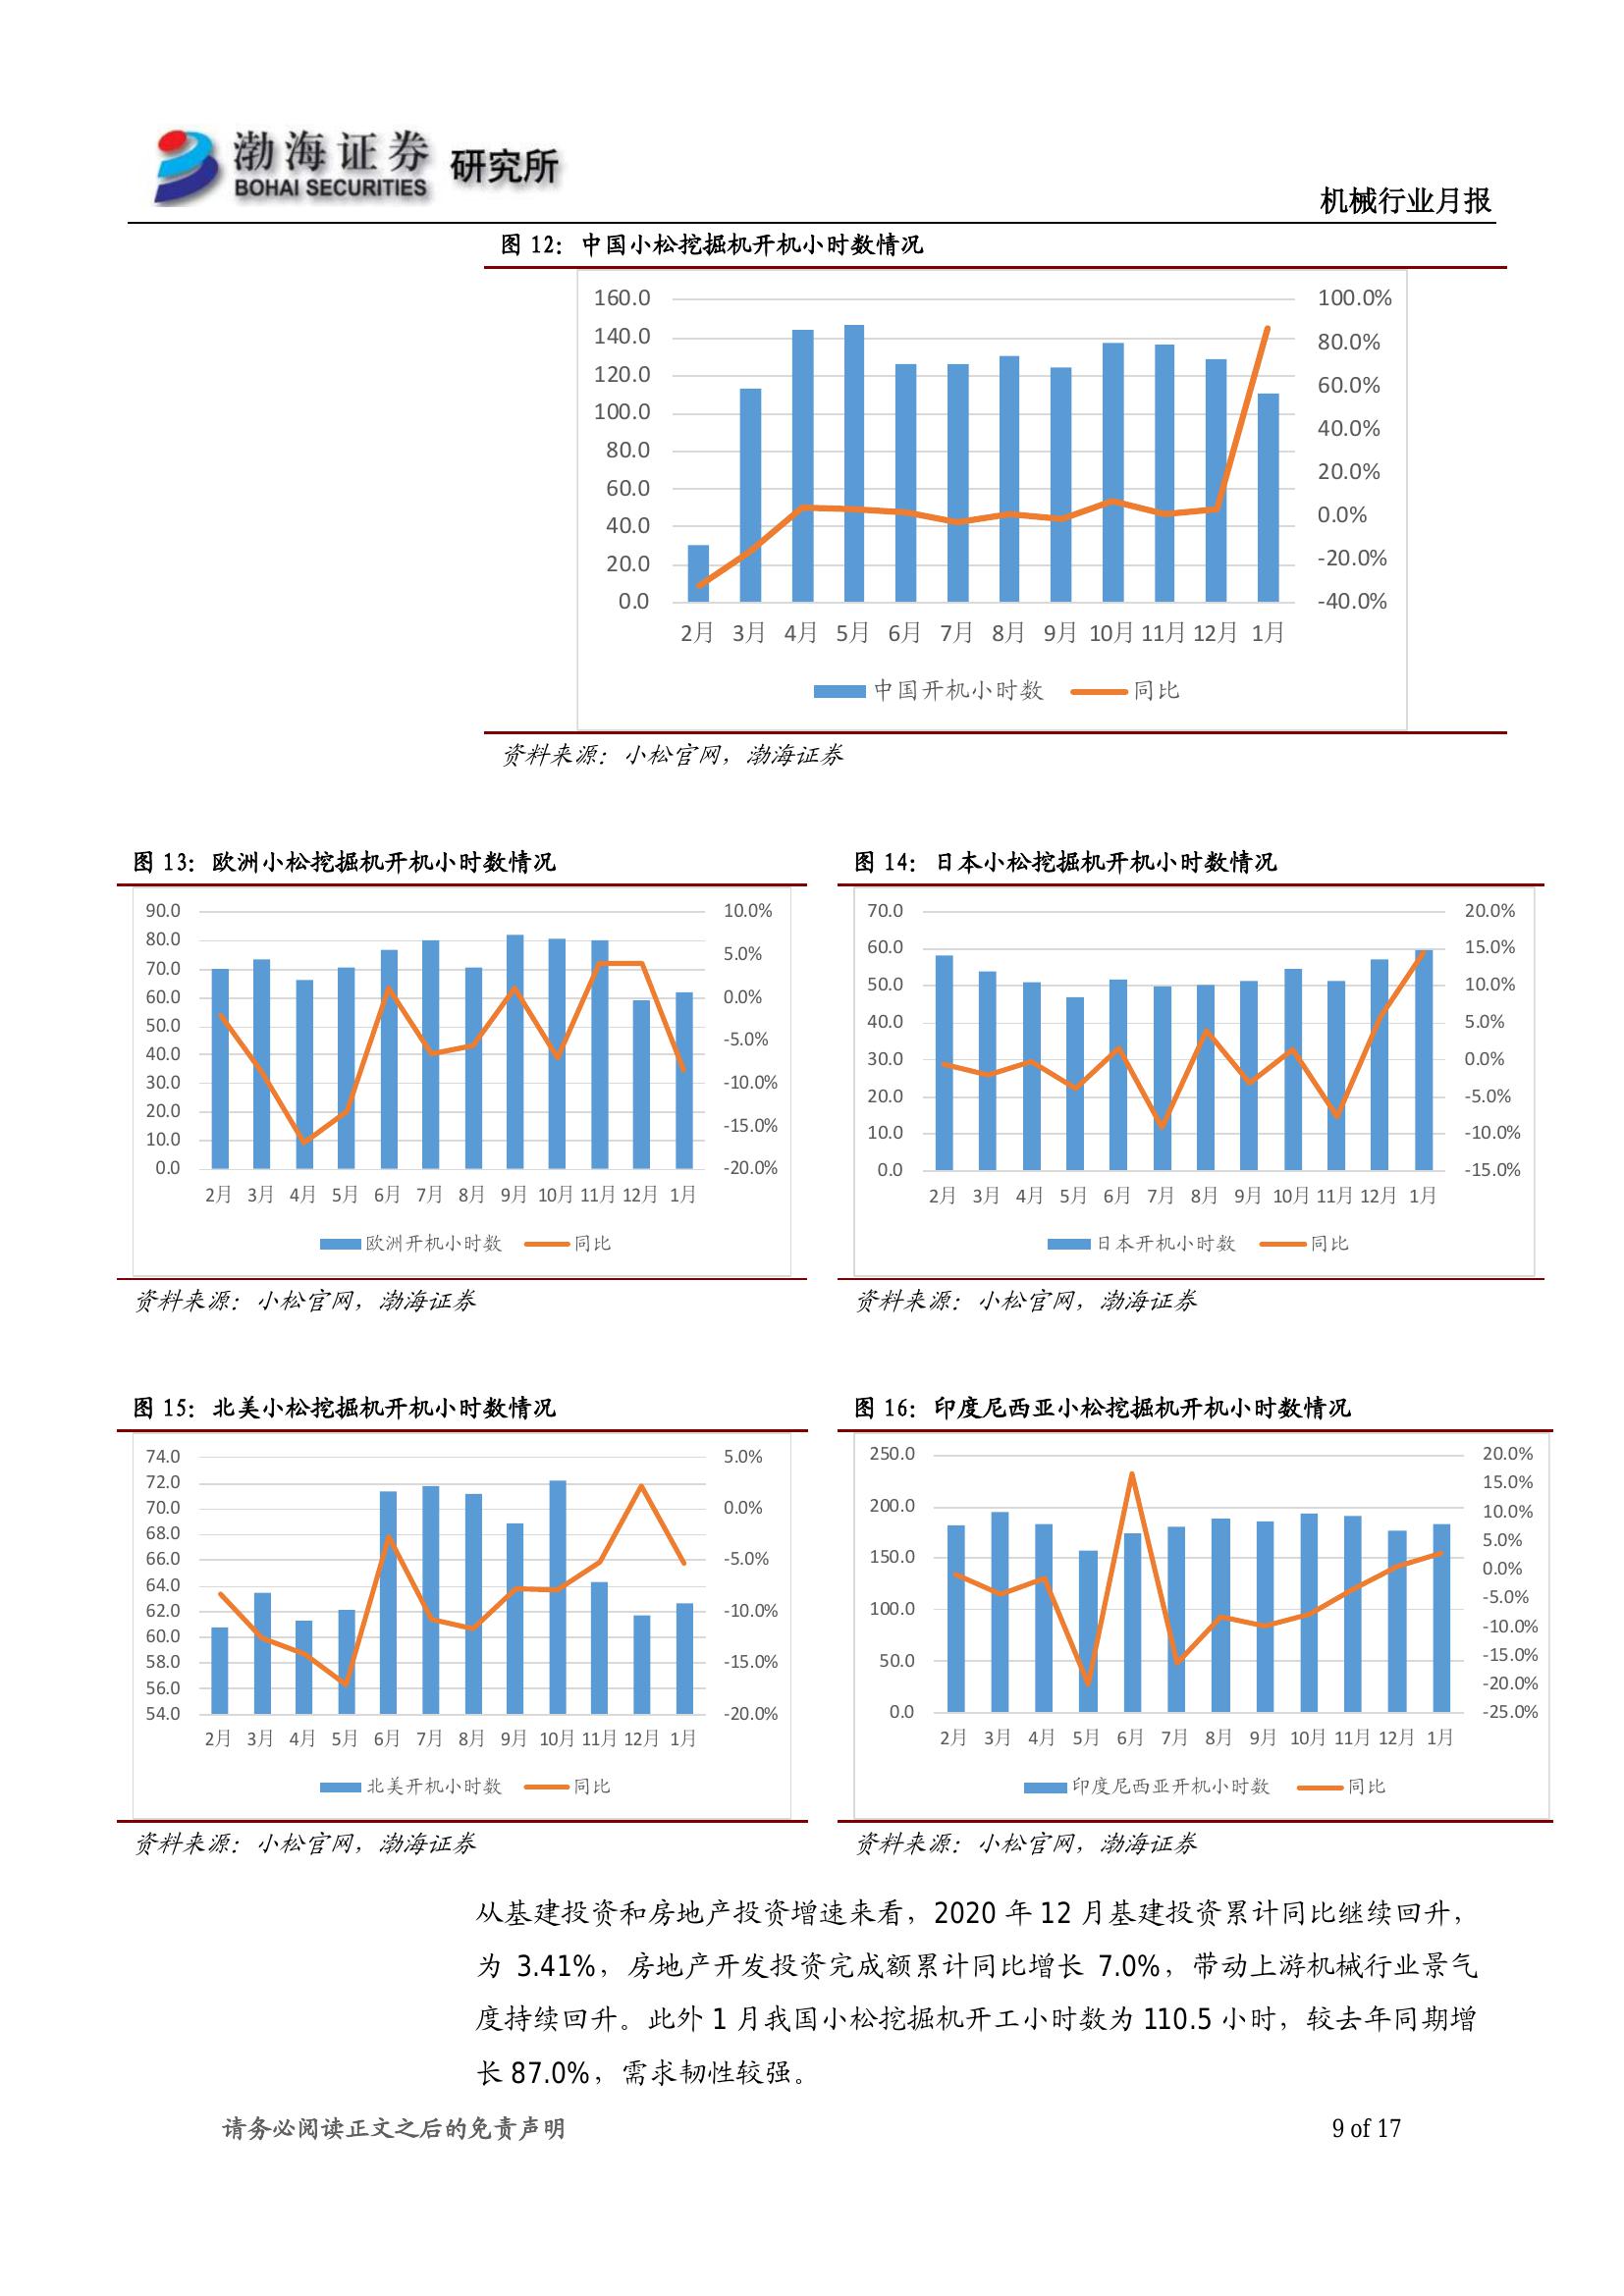 渤海证券 研究所
BOHAI SECURITIES
机械行业月报
图 12：中国小松挖掘机开机小时数情况
160.0 100.0%
140.0 80.0%
120.0 60.0%
100.0 40.0%
80.0 20.0%
60.0 0.0%
40.0 -20.0%
20.0 -40.0%
0.0
2月 3月 4月 5月 6月 7月 8月 9月 10月 11月 12月 1月
中国开机小时数 同比
资料来源：小松官网，渤海证券
图 13：欧洲小松挖掘机开机小时数情况
90.0 10.0%
80.0 5.0%
70.0 0.0%
60.0 -5.0%
50.0 -10.0%
40.0 -15.0%
30.0 -20.0%
20.0
10.0
0.0
2月 3月 4月 5月 6月 7月 8月 9月 10月 11月 12月 1月
欧洲开机小时数 同比
资料来源：小松官网，渤海证券
图 14：日本小松挖掘机开机小时数情况
70.0 20.0%
60.0 15.0%
50.0 10.0%
40.0 5.0%
30.0 0.0%
20.0 -5.0%
10.0 -10.0%
0.0 -15.0%
2月 3月 4月 5月 6月 7月 8月 9月 10月 11月 12月 1月
日本开机小时数 同比
资料来源：小松官网，渤海证券
图 15：北美小松挖掘机开机小时数情况
74.0 5.0%
72.0 0.0%
70.0 -5.0%
68.0 -10.0%
66.0 -15.0%
64.0 -20.0%
62.0
60.0
58.0
56.0
54.0
2月 3月 4月 5月 6月 7月 8月 9月 10月 11月 12月 1月
北美开机小时数 同比
资料来源：小松官网，渤海证券
图 16：印度尼西亚小松挖掘机开机小时数情况
250.0 20.0%
200.0 15.0%
150.0 10.0%
100.0 5.0%
50.0 0.0%
0.0 -5.0%
-10.0%
-15.0%
-20.0%
-25.0%
2月 3月 4月 5月 6月 7月 8月 9月 10月 11月 12月 1月
印度尼西亚开机小时数 同比
资料来源：小松官网，渤海证券
从基建投资和房地产投资增速来看，2020 年 12 月基建投资累计同比继续回升，
为 3.41%，房地产开发投资完成额累计同比增长 7.0%，带动上游机械行业景气
度持续回升。此外 1 月我国小松挖掘机开工小时数为 110.5 小时，较去年同期增
长 87.0%，需求韧性较强。
请务必阅读正文之后的免责声明 9 of 17